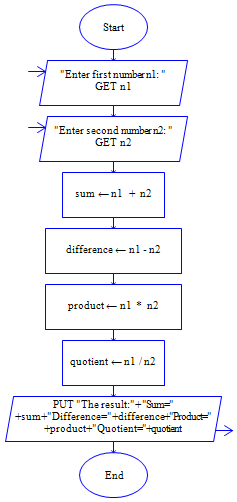 Start
"Enter first number n1: "
GET n1
"Enter second number n2: "
GET n2
sum ← n1 + n2
difference ← n1 - n2
product ← n1 * n2
quotient ← n1 / n2
PUT "The result:"+"Sum="
+sum+"Difference="+difference+"Product="
+product+"Quotient="+quotient
End